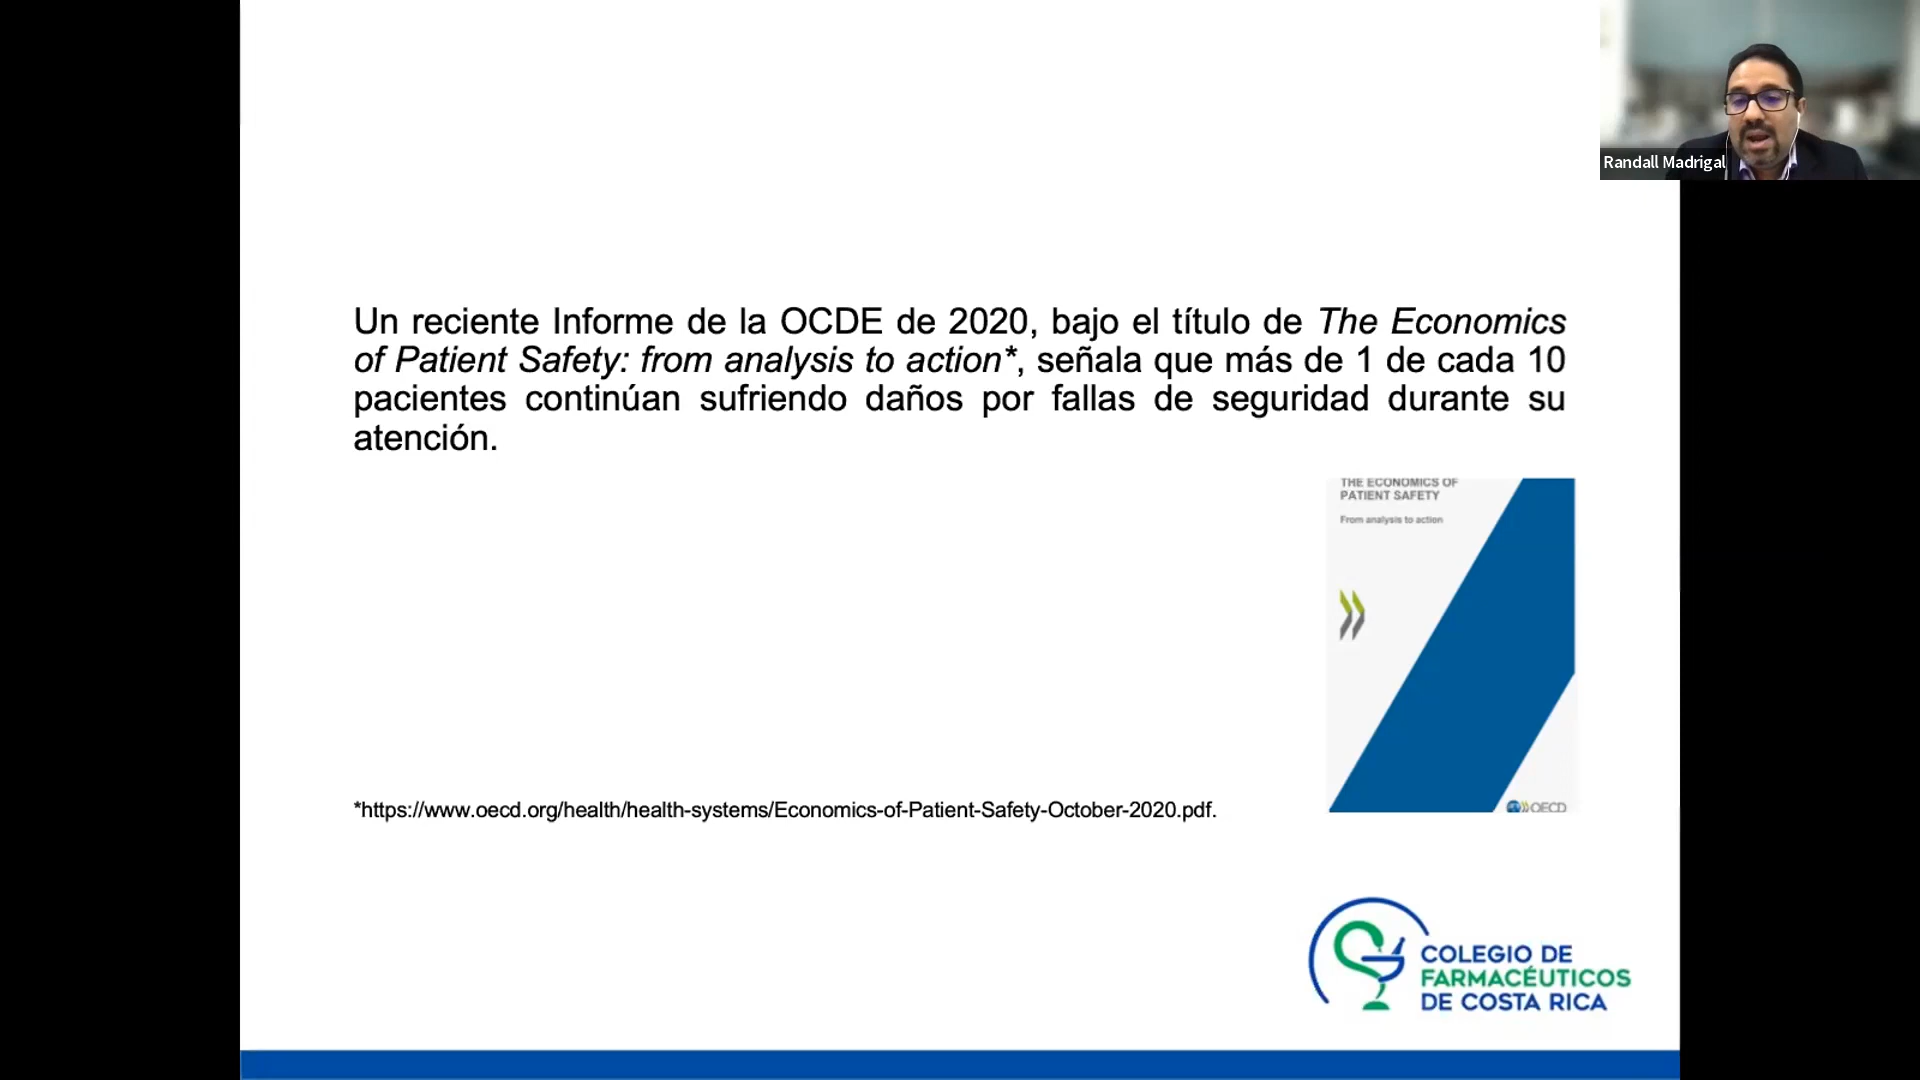 Randall Madrigal
Un reciente Informe de la OCDE de 2020, bajo el título de The Economics
of Patient Safety: from analysis to action*, señala que más de 1 de cada 10
pacientes continúan sufriendo daños por fallas de seguridad durante su
atención.
THE ECONOMICS OF
PATIENT SAFETY
From analysis to action
OECD
*https://www.oecd.org/health/health-systems/Economics-of-Patient-Safety-October-2020.pdf.
COLEGIO DE
FARMACÉUTICOS
DE COSTA RICA